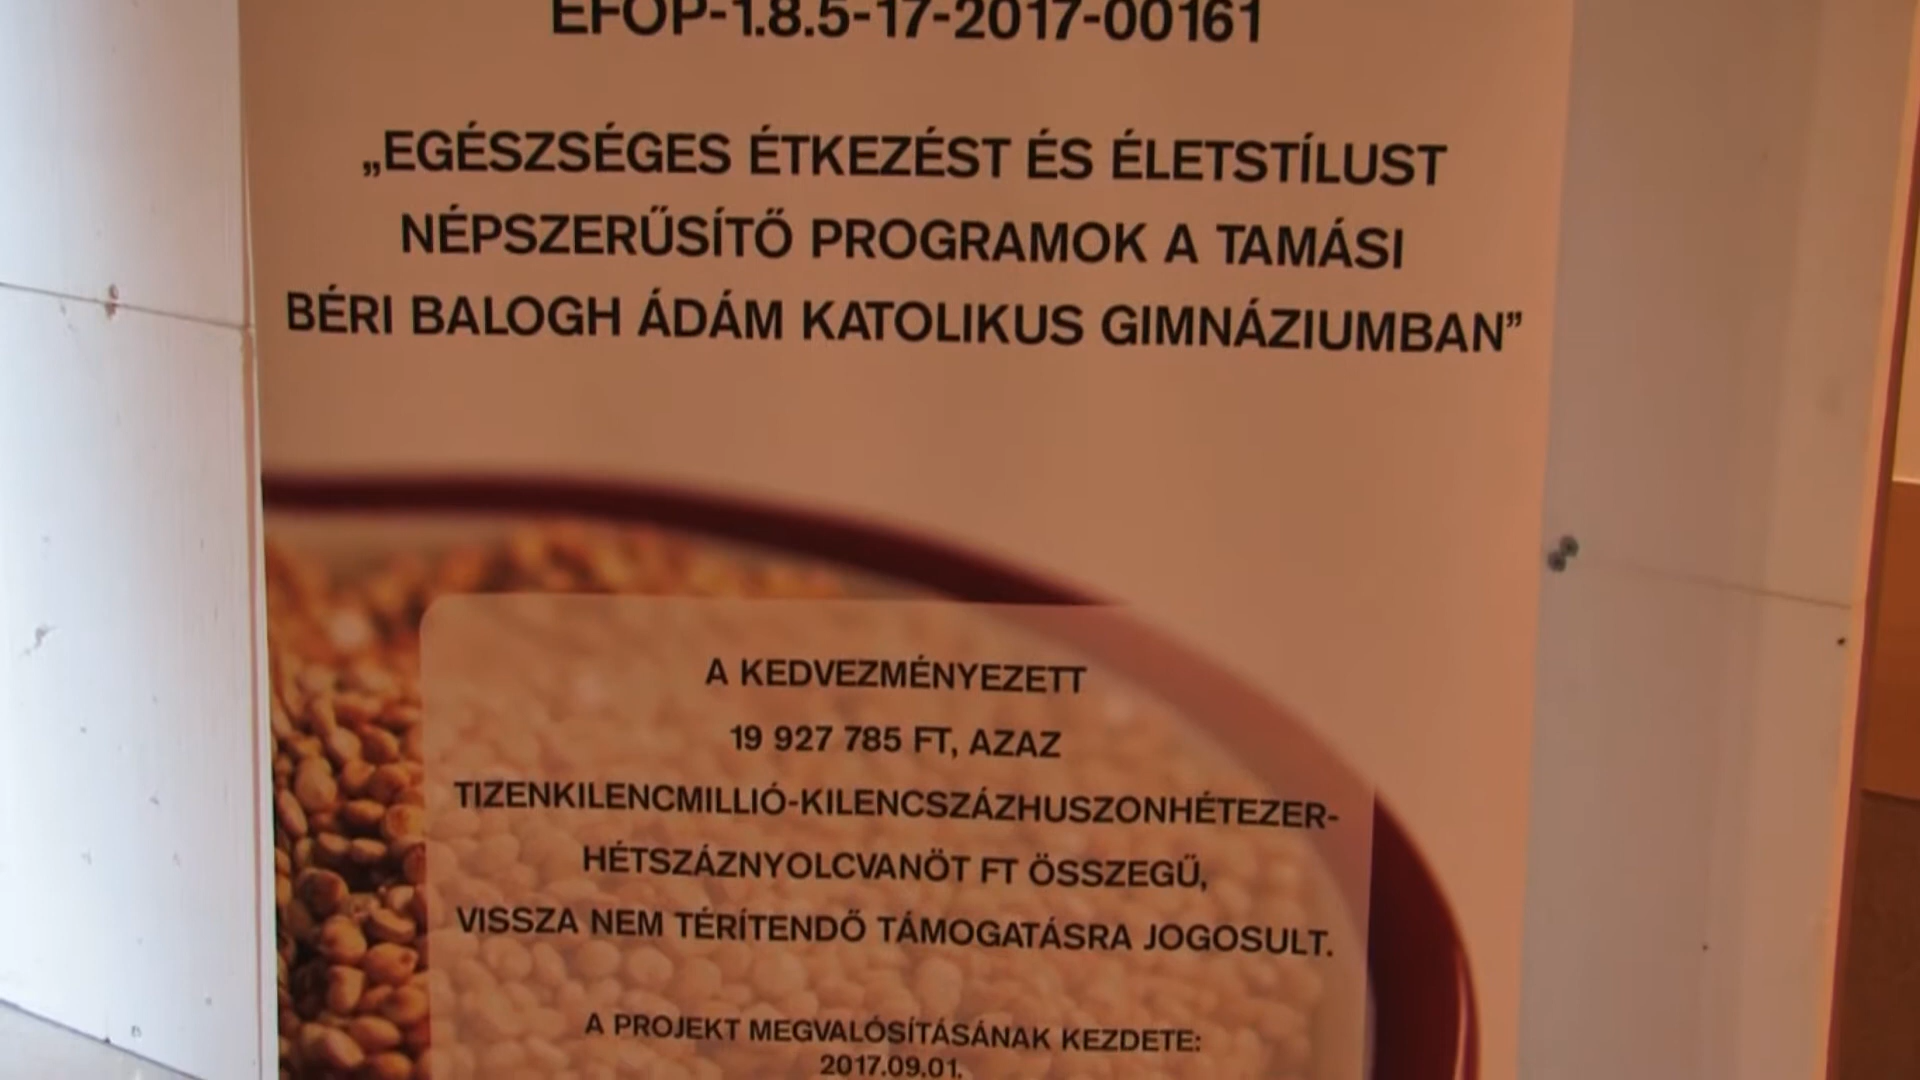 EFOP-1.8.5-17-2017-00161
„EGÉSZSÉGES ÉTKEZÉST ÉS ÉLETSTÍLUST
NÉPSZERŰSÍTŐ PROGRAMOK A TAMÁSI
BÉRI BALOGH ÁDÁM KATOLIKUS GIMNÁZIUMBAN”
A KEDVEZMÉNYEZETT
19 927 785 FT, AZAZ
TIZENKILENCMILLIÓ-KILENCSZÁZHUSZONHÉTEZER-
HÉTSZÁZNYOLCVANÖT FT ÖSSZEGŰ,
VISSZA NEM TÉRÍTENDŐ TÁMOGATÁSRA JOGOSULT.
A PROJEKT MEGVALÓSÍTÁSÁNAK KEZDETE:
2017.09.01.